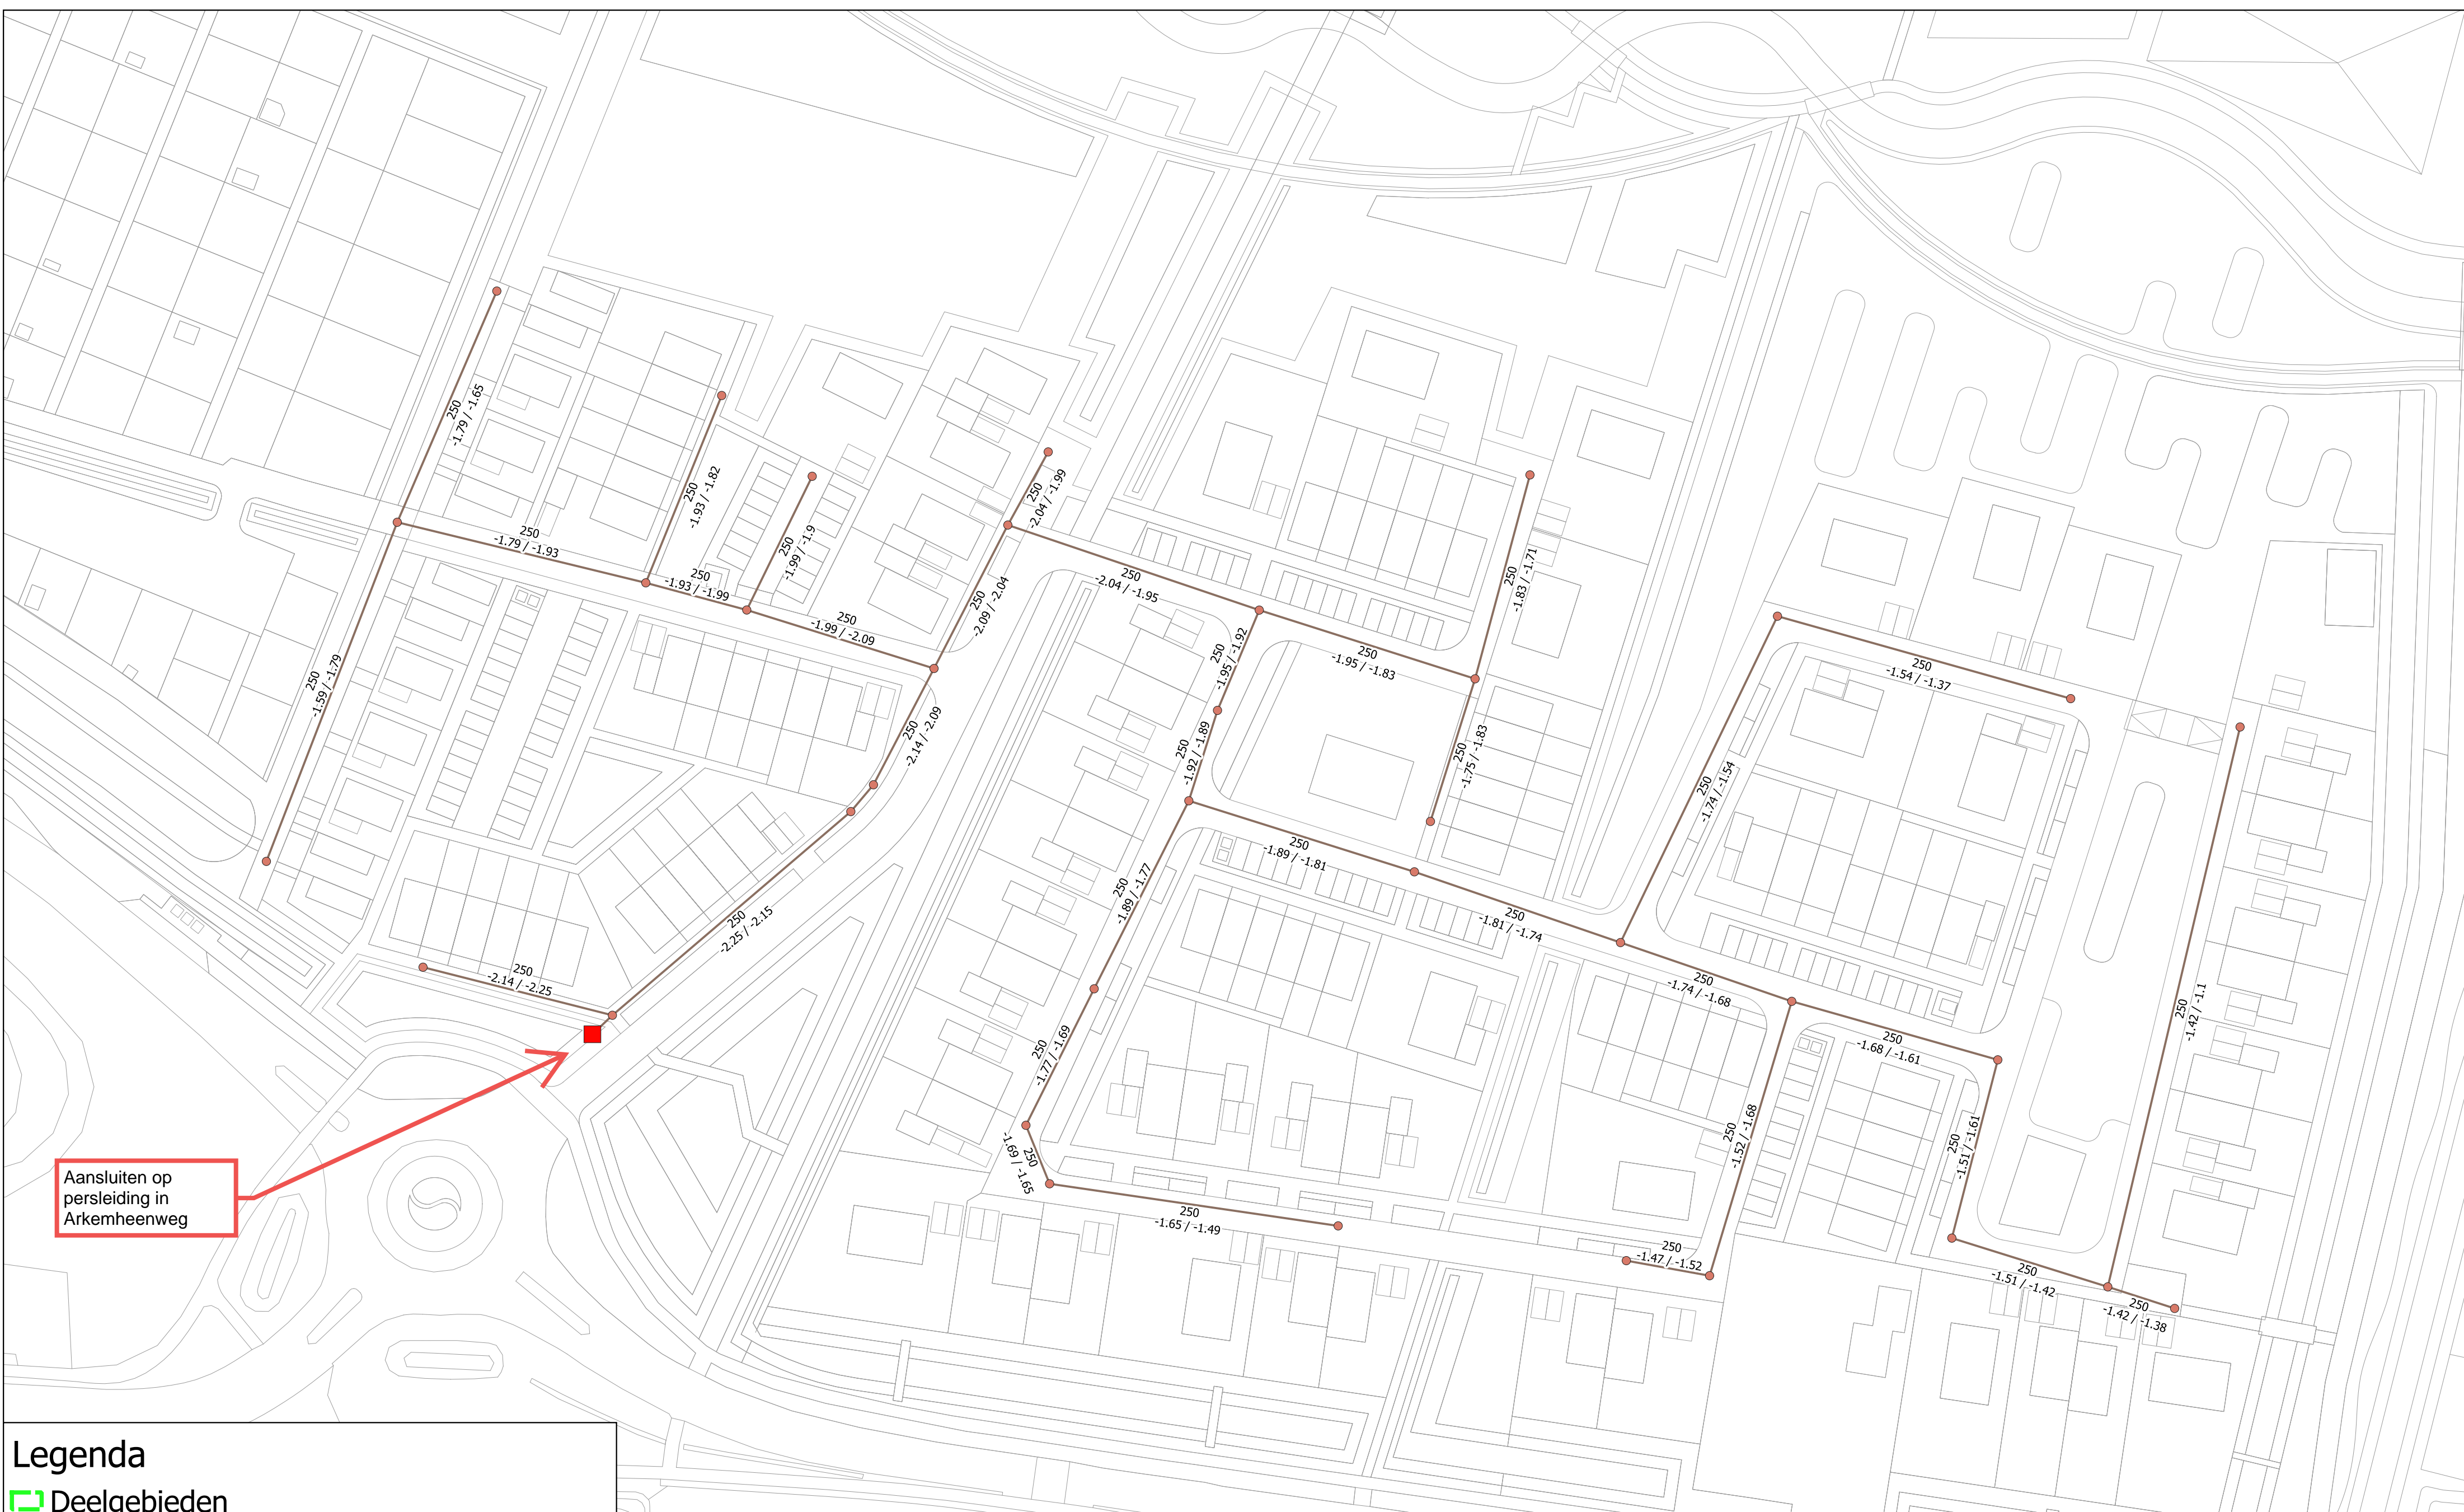 250
-1.79 / -1.65
250
-1.93 / -1.82
250
-2.04 / -1.99
250
-1.79 / -1.93
250
-1.99 / -1.9
250
-1.93 / -1.99
250
-1.99 / -2.09
250
-2.09 / -2.04
250
-2.04 / -1.95
250
-1.83 / -1.71
250
-1.95 / -1.92
250
-1.95 / -1.83
250
-1.59 / -1.79
250
-2.14 / -2.09
250
-1.92 / -1.89
250
-1.75 / -1.83
250
-1.54 / -1.37
250
-1.74 / -1.54
250
-1.89 / -1.81
250
-1.89 / -1.77
250
-1.81 / -1.74
250
-2.25 / -2.15
250
-2.14 / -2.25
250
-1.74 / -1.68
250
-1.42 / -1.1
250
-1.68 / -1.61
250
-1.77 / -1.69
250
-1.52 / -1.68
250
-1.51 / -1.61
250
-1.69 / -1.65
250
-1.65 / -1.49
250
-1.47 / -1.52
250
-1.51 / -1.42
250
-1.42 / -1.38
Aansluiten op
persleiding in
Arkemheenweg
Legenda
Deelgebieden